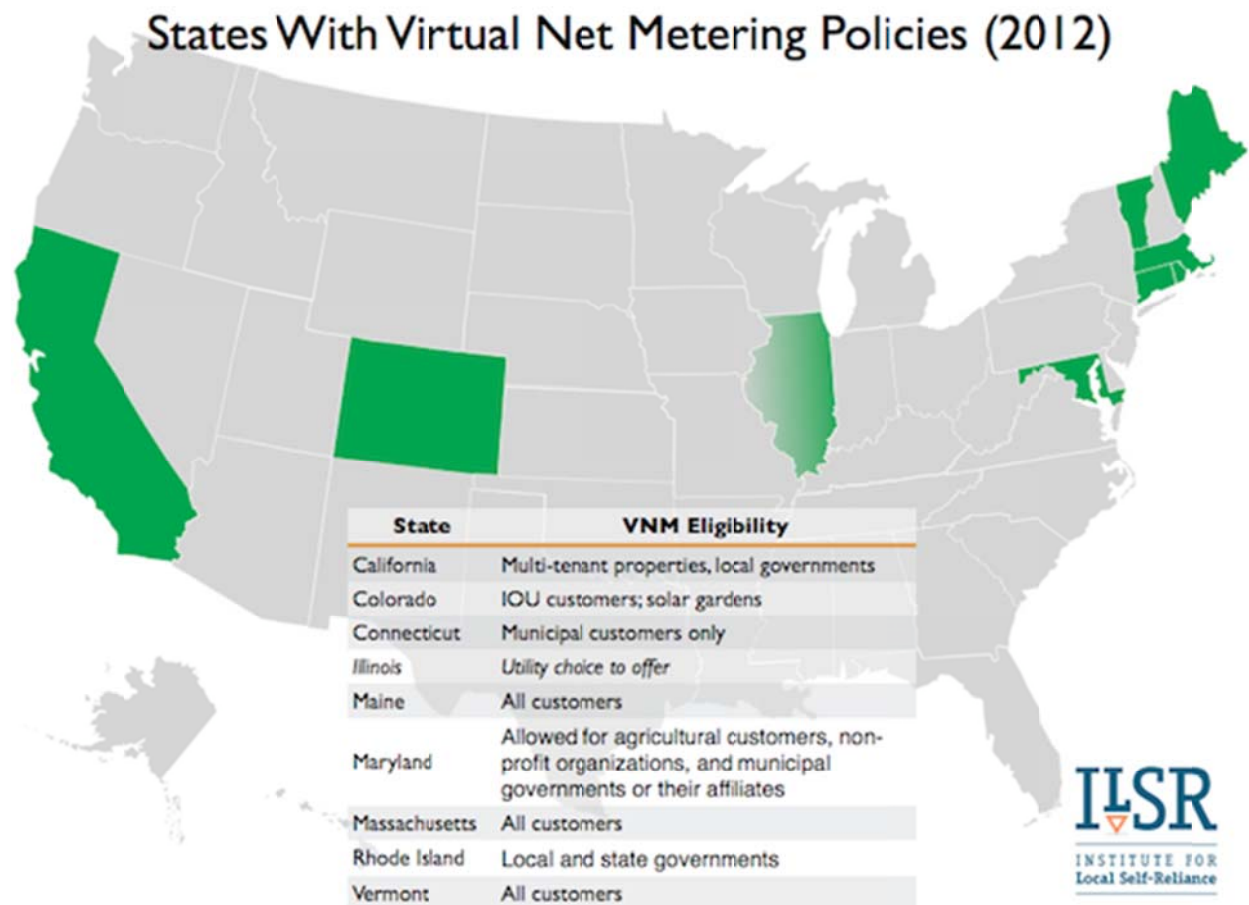 States With Virtual Net Metering Policies (2012)
State VNM Eligibility
California Multi-tenant properties, local governments
Colorado IOU customers; solar gardens
Connecticut Municipal customers only
Illinois Utility choice to offer
Maine All customers
Maryland Allowed for agricultural customers, non-
profit organizations, and municipal
governments or their affiliates
Massachusetts All customers
Rhode Island Local and state governments
Vermont All customers
ILSR
INSTITUTE FOR
Local Self-Reliance